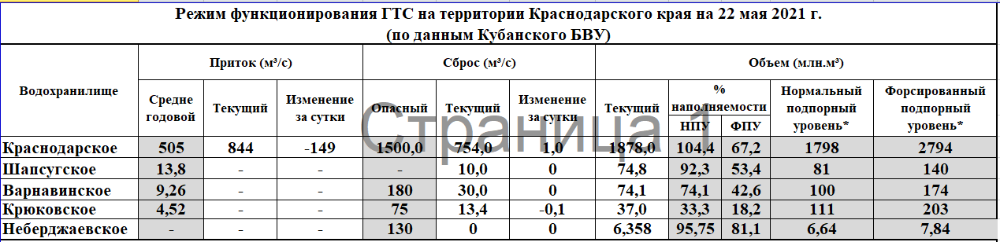 Режим функционирования ГТС на территории Краснодарского края на 22 мая 2021 г.
(по данным Кубанского БВУ)
Водохранилище Приток (м³/с) Сброс (м³/с) Объем (млн.м³)
Средне годовой Текущий Изменение за сутки Опасный Текущий Изменение за сутки Текущий % наполняемости Нормальный подпорный уровень* Форсированный подпорный уровень*
НПУ ФПУ
Страница 1
Краснодарское 505 844 -149 1500,0 754,0 1,0 1878,0 104,4 67,2 1798 2794
Шапсугское 13,8 - - - 10,0 0 74,8 92,3 53,4 81 140
Варнавинское 9,26 - - 180 30,0 0 74,1 74,1 42,6 100 174
Крюковское 4,52 - - 75 13,4 -0,1 37,0 33,3 18,2 111 203
Неберджаевское - - - 130 0 0 6,358 95,75 81,1 6,64 7,84